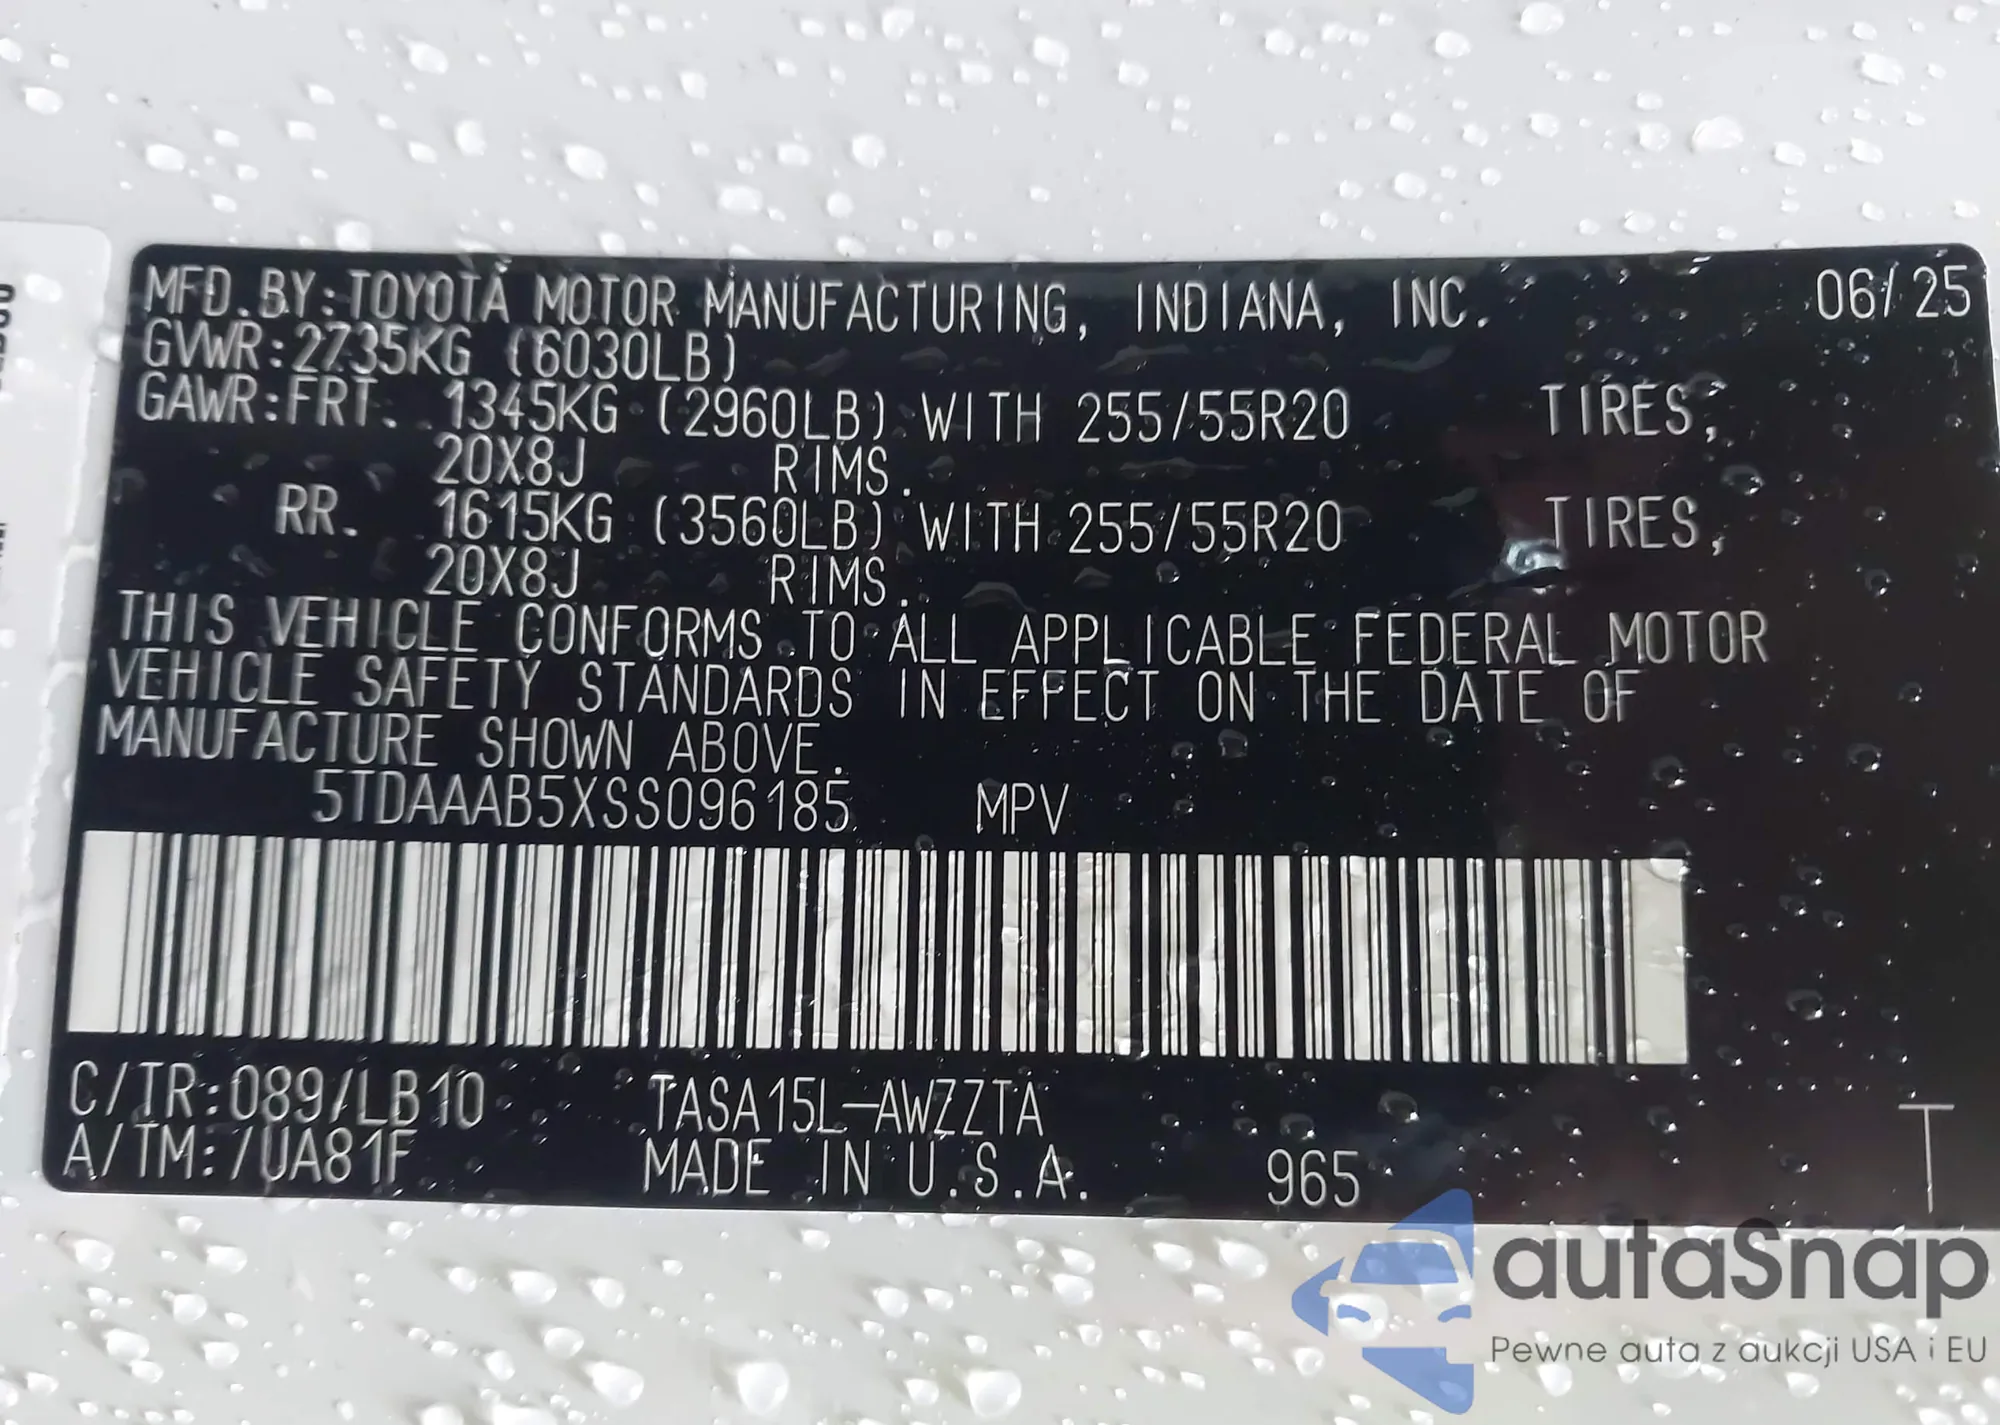 MFD.BY:TOYOTA MOTOR MANUFACTURING, INDIANA, INC. 06/25
GVWR:2735KG (6030LB)
GAWR:FRT. 1345KG (2960LB) WITH 255/55R20 TIRES,
20X8J RIMS.
RR. 1615KG (3560LB) WITH 255/55R20 TIRES,
20X8J RIMS.
THIS VEHICLE CONFORMS TO ALL APPLICABLE FEDERAL MOTOR
VEHICLE SAFETY STANDARDS IN EFFECT ON THE DATE OF
MANUFACTURE SHOWN ABOVE.
5TDAAAB5XSS096185 MPV
C/TR:089/LB10 TASA15L-AWZZTA
A/TM:/UA81F MADE IN U.S.A. 965 T
autaSnap
Pewne auta z aukcji USA i EU